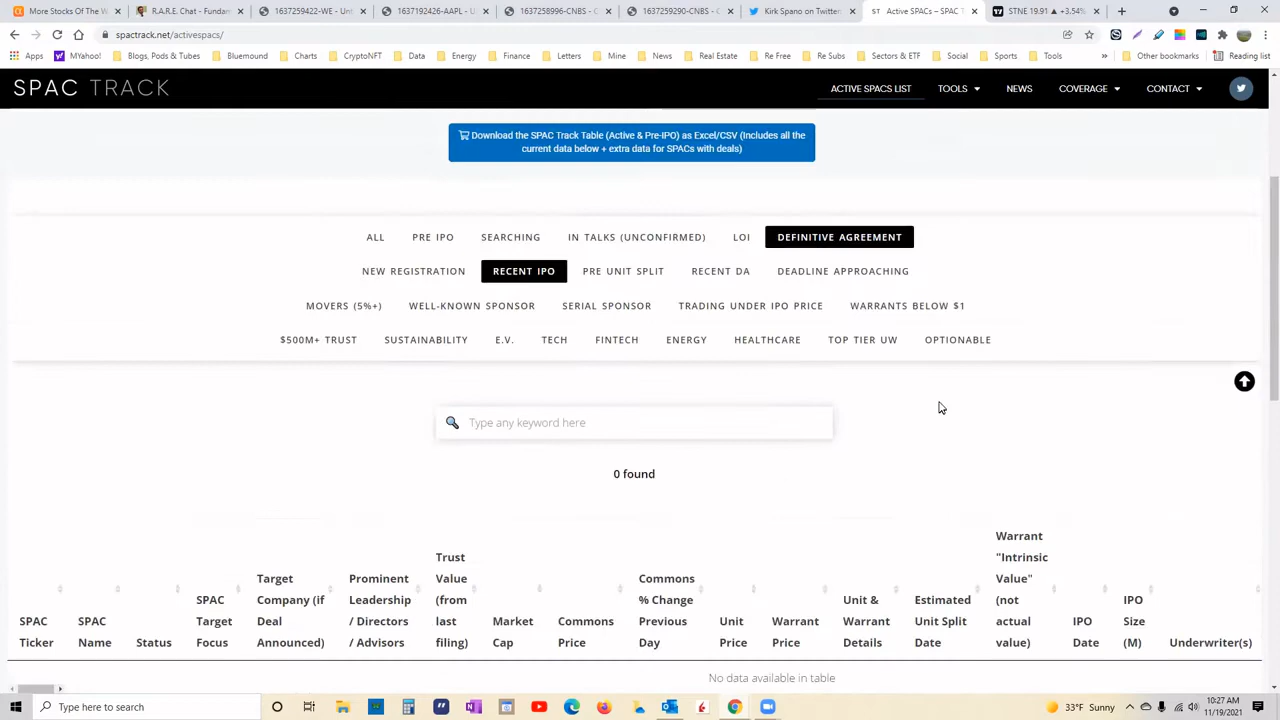 More Stocks Of The W
R.A.R.E. Chat - Fundam
1637259422-WE - Unt
1637192426-AAPL - U
1637258996-CNBS - C
1637259290-CNBS - C
Kirk Spano on Twitter
ST Active SPACs – SPAC T
STNE 19.91 ▲ +3.54%
spactrack.net/activespacs/
Apps MYahoo! Blogs, Pods & Tubes Bluemound Charts CryptoNFT Data Energy Finance Letters Mine News Real Estate Re Free Re Subs Sectors & ETF Social Sports Tools » Other bookmarks Reading list
SPAC TRACK
ACTIVE SPACS LIST TOOLS NEWS COVERAGE CONTACT
Download the SPAC Track Table (Active & Pre-IPO) as Excel/CSV (Includes all the
current data below + extra data for SPACs with deals)
ALL PRE IPO SEARCHING IN TALKS (UNCONFIRMED) LOI DEFINITIVE AGREEMENT
NEW REGISTRATION RECENT IPO PRE UNIT SPLIT RECENT DA DEADLINE APPROACHING
MOVERS (5%+) WELL-KNOWN SPONSOR SERIAL SPONSOR TRADING UNDER IPO PRICE WARRANTS BELOW $1
$500M+ TRUST SUSTAINABILITY E.V. TECH FINTECH ENERGY HEALTHCARE TOP TIER UW OPTIONABLE
Type any keyword here
0 found
SPAC
Ticker
SPAC
Name
Status
SPAC
Target
Focus
Target
Company (if
Deal
Announced)
Prominent
Leadership
/ Directors
/ Advisors
Trust
Value
(from
last
filing)
Market
Cap
Commons
Price
Commons
% Change
Previous
Day
Unit
Price
Warrant
Price
Unit &
Warrant
Details
Estimated
Unit Split
Date
Warrant
"Intrinsic
Value"
(not
actual
value)
IPO
Date
IPO
Size
(M)
Underwriter(s)
No data available in table
Type here to search
33°F Sunny
10:27 AM
11/19/2021